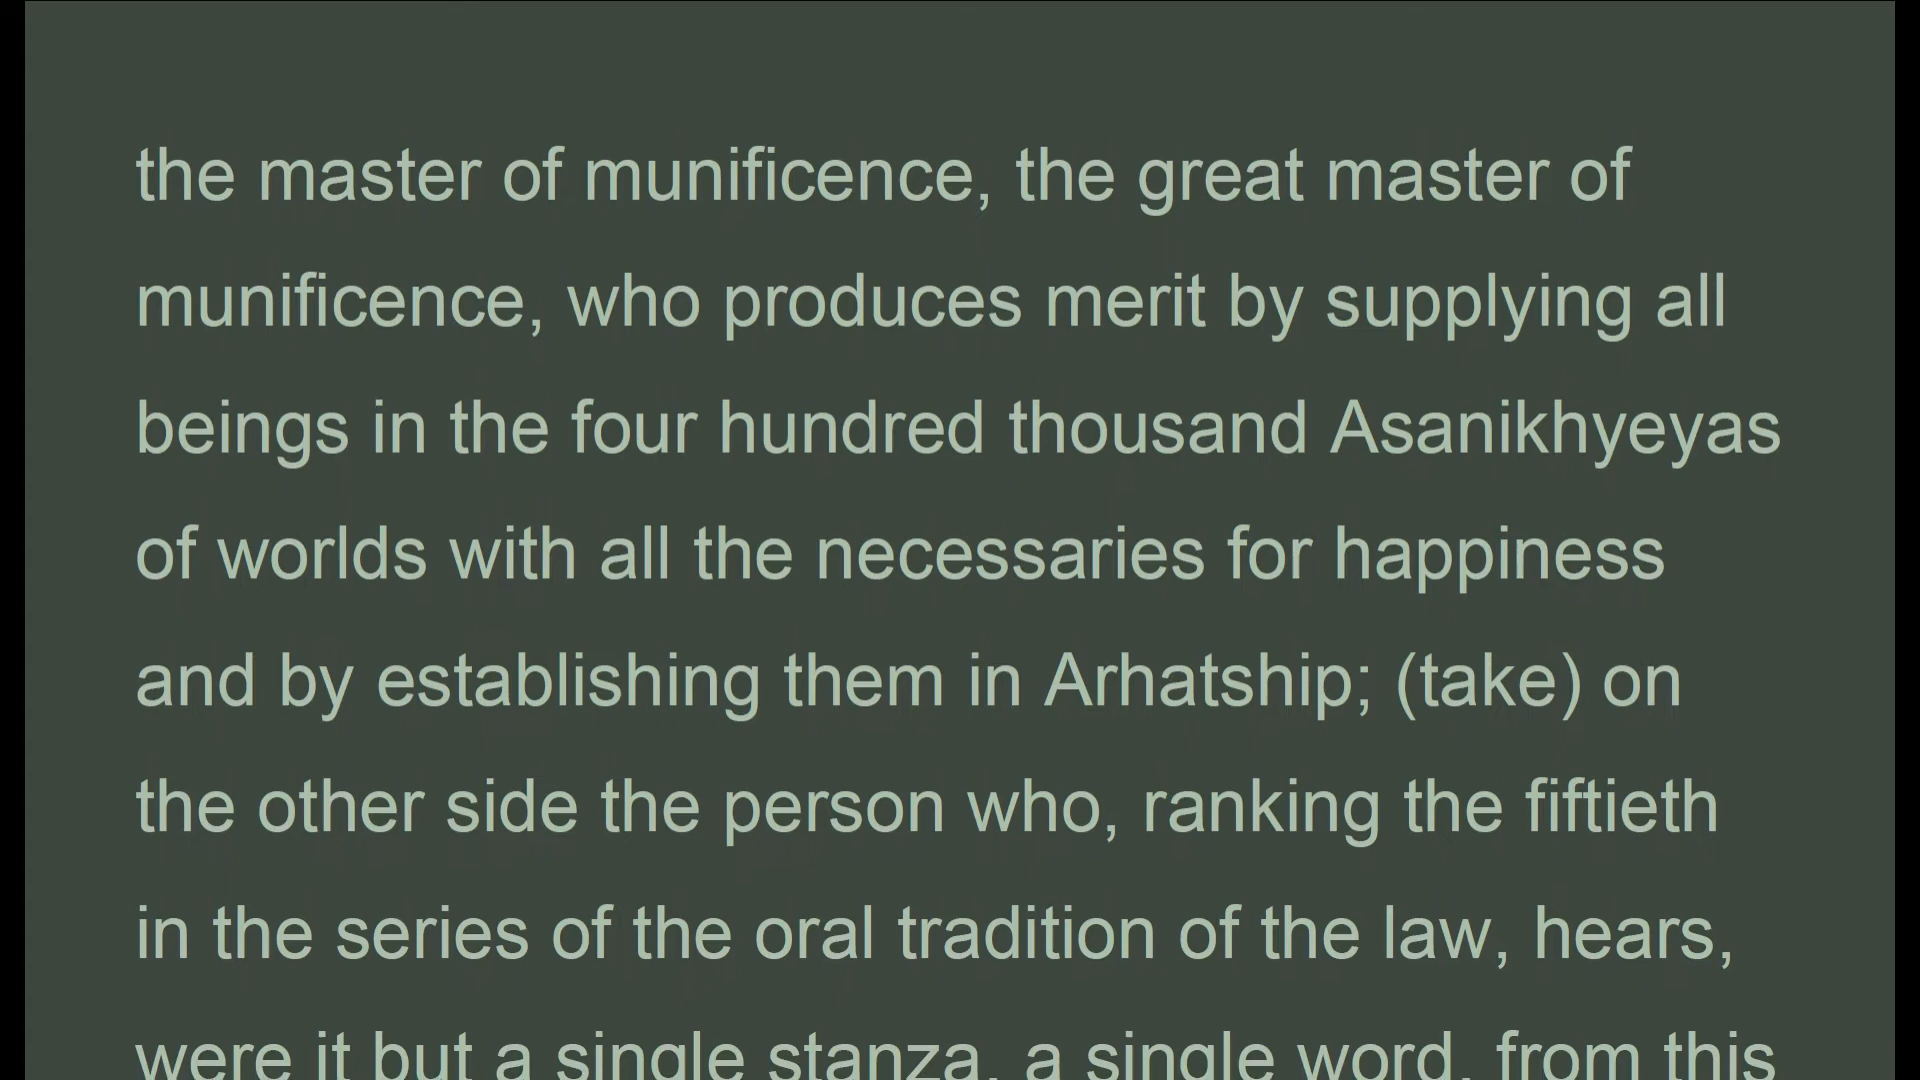 the master of munificence, the great master of
munificence, who produces merit by supplying all
beings in the four hundred thousand Asanikhyeyas
of worlds with all the necessaries for happiness
and by establishing them in Arhatship; (take) on
the other side the person who, ranking the fiftieth
in the series of the oral tradition of the law, hears,
were it but a single stanza, a single word, from this